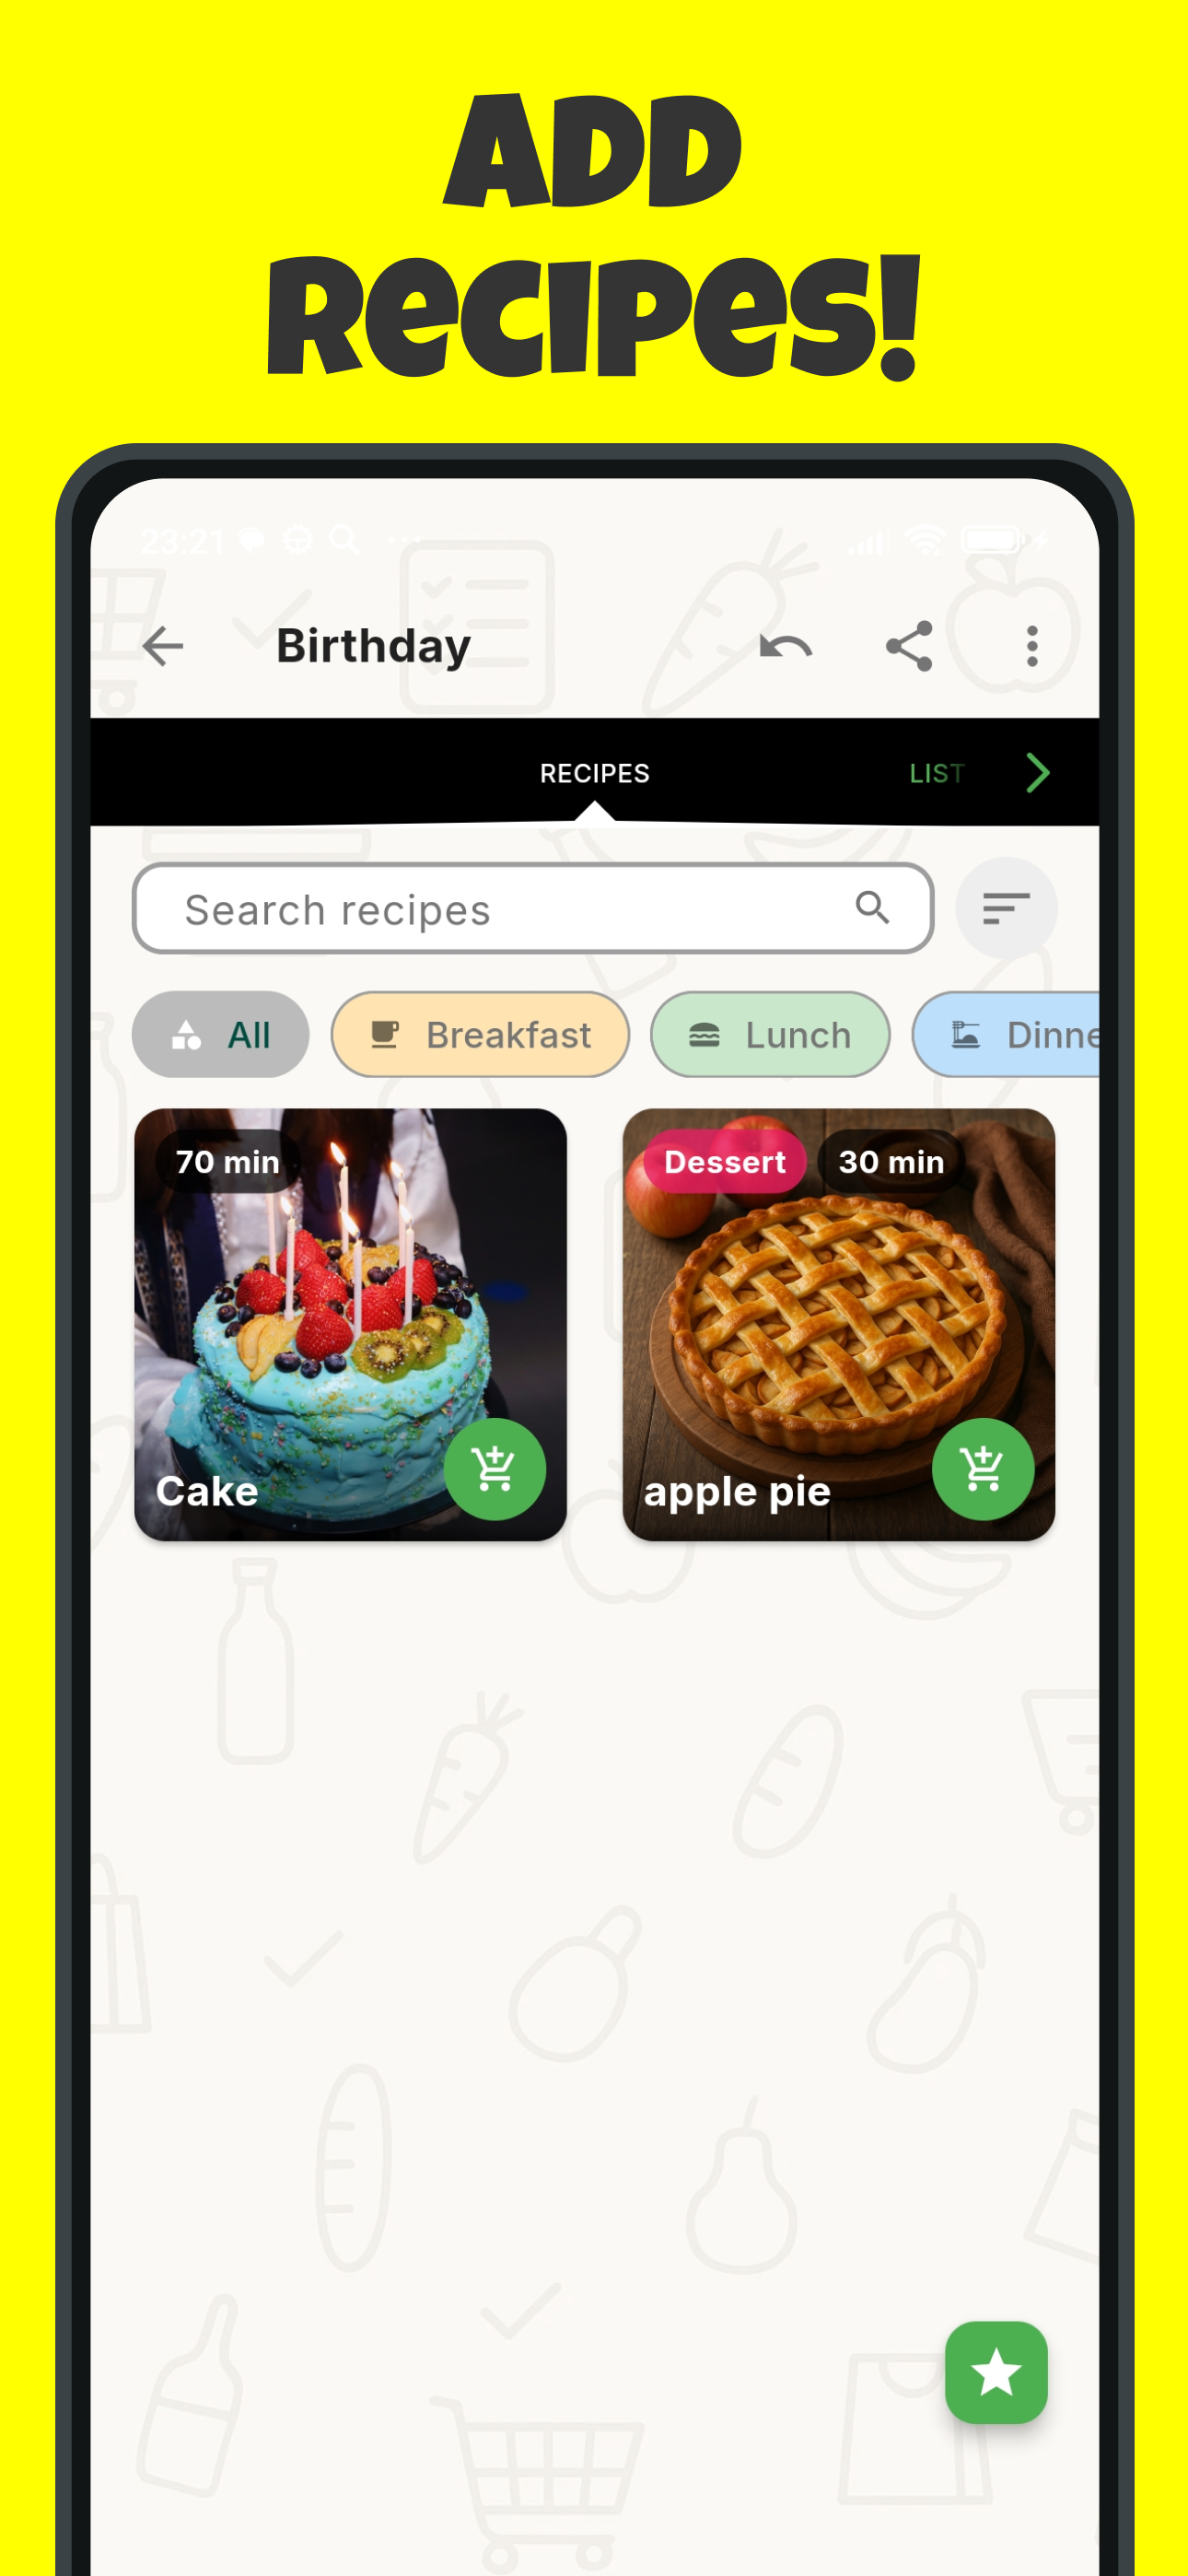 ADD
RECIPES!
23:21
Birthday
RECIPES
LIST
Search recipes
All
Breakfast
Lunch
Dinne
70 min
Dessert
30 min
Cake
apple pie